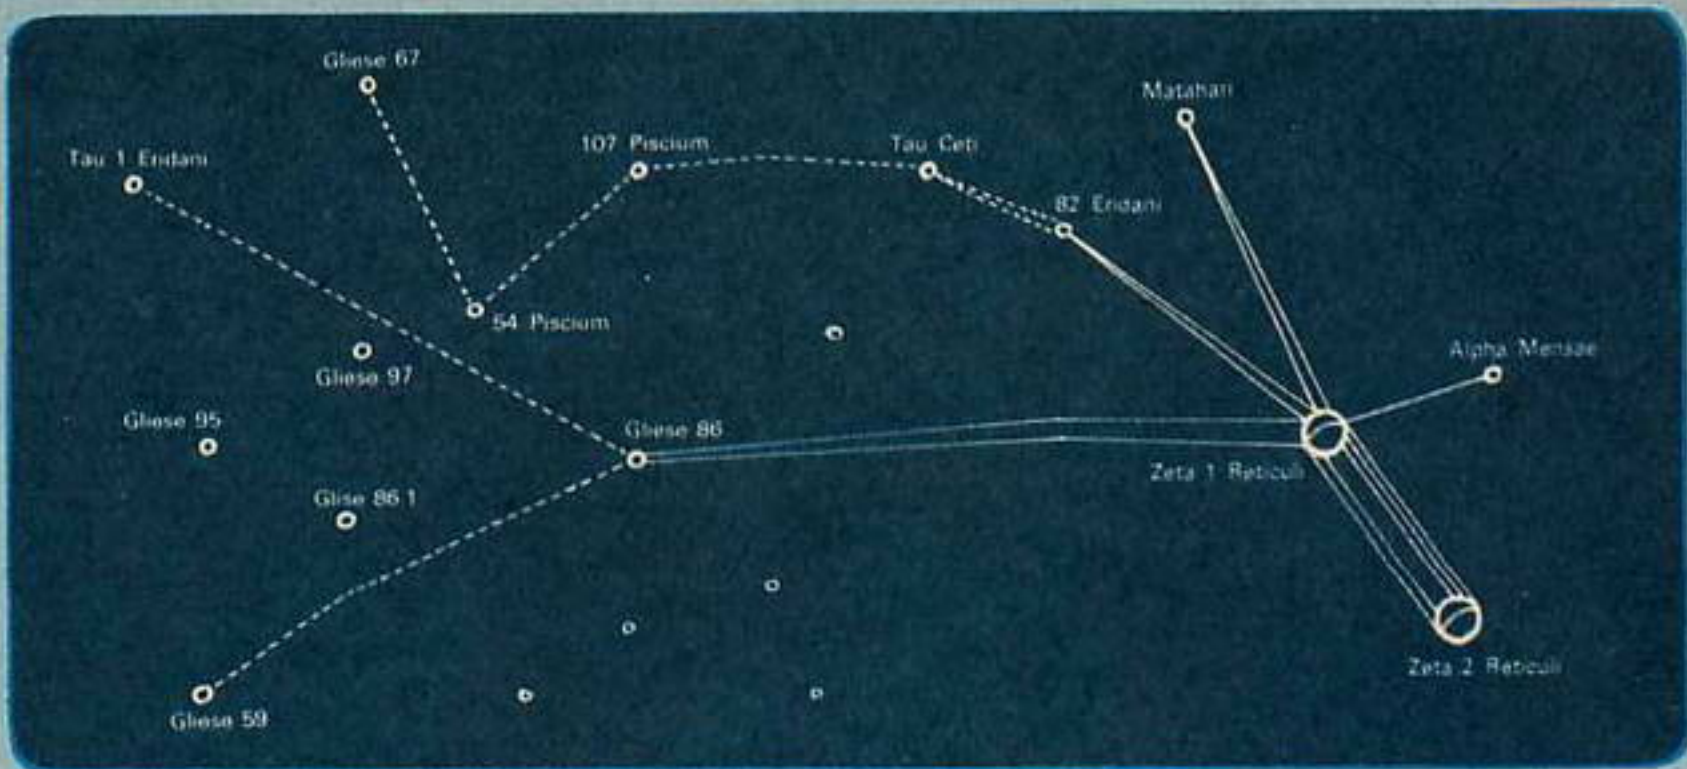 Gliese 67
Matahari
Tau 1 Eridani
107 Piscium
Tau Ceti
82 Eridani
54 Piscium
Gliese 97
Alpha Mensae
Gliese 95
Gliese 86
Zeta 1 Reticuli
Glise 86 1
Zeta 2 Reticuli
Gliese 59